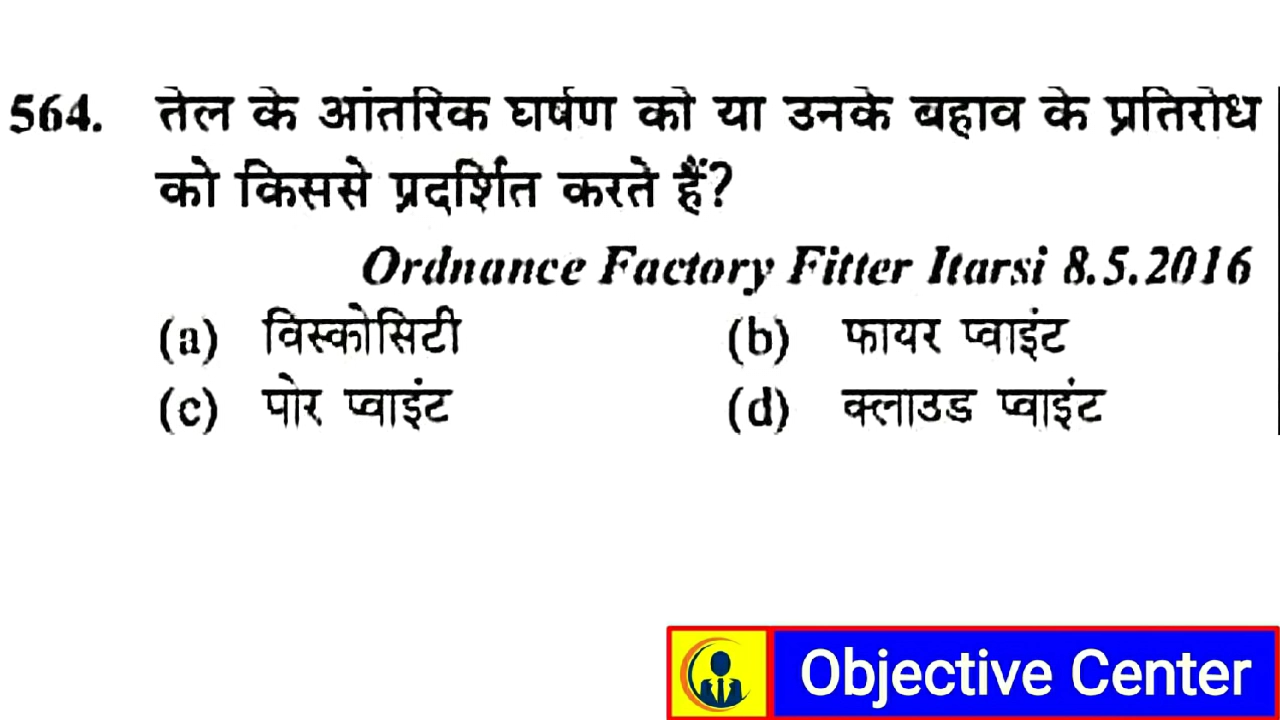 564. तेल के आंतरिक घर्षण को या उनके बहाव के प्रतिरोध
को किससे प्रदर्शित करते हैं?
Ordnance Factory Fitter Itarsi 8.5.2016
(a) विस्कोसिटी (b) फायर प्वाइंट
(c) पोर प्वाइंट (d) क्लाउड प्वाइंट
Objective Center